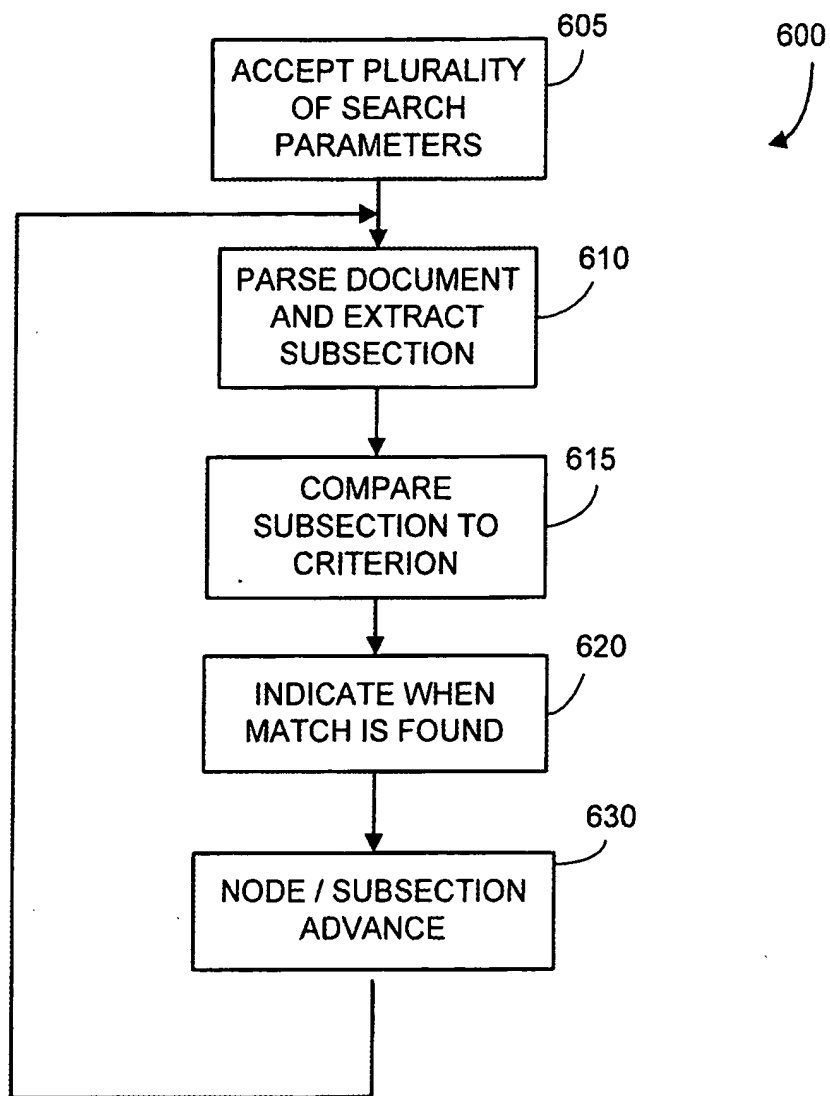 605
600
ACCEPT PLURALITY
OF SEARCH
PARAMETERS
610
PARSE DOCUMENT
AND EXTRACT
SUBSECTION
615
COMPARE
SUBSECTION TO
CRITERION
620
INDICATE WHEN
MATCH IS FOUND
630
NODE / SUBSECTION
ADVANCE